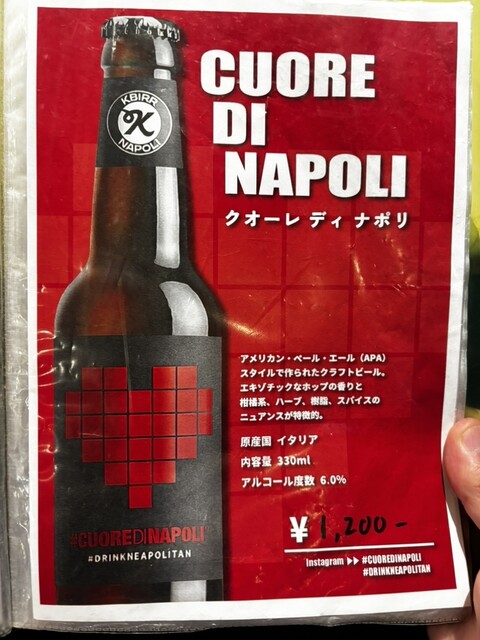 KBIRR
K
NAPOLI
CUORE
DI
NAPOLI
クオーレ ディ ナポリ
アメリカン・ペール・エール（APA）
スタイルで作られたクラフトビール。
エキゾチックなホップの香りと
柑橘系、ハーブ、樹脂、スパイスの
ニュアンスが特徴的。
原産国 イタリア
内容量 330ml
アルコール度数 6.0%
#CUOREDINAPOLI
#DRINKNEAPOLITAN
¥ 1,200-
Instagram ▶▶ #CUOREDINAPOLI
#DRINKNEAPOLITAN